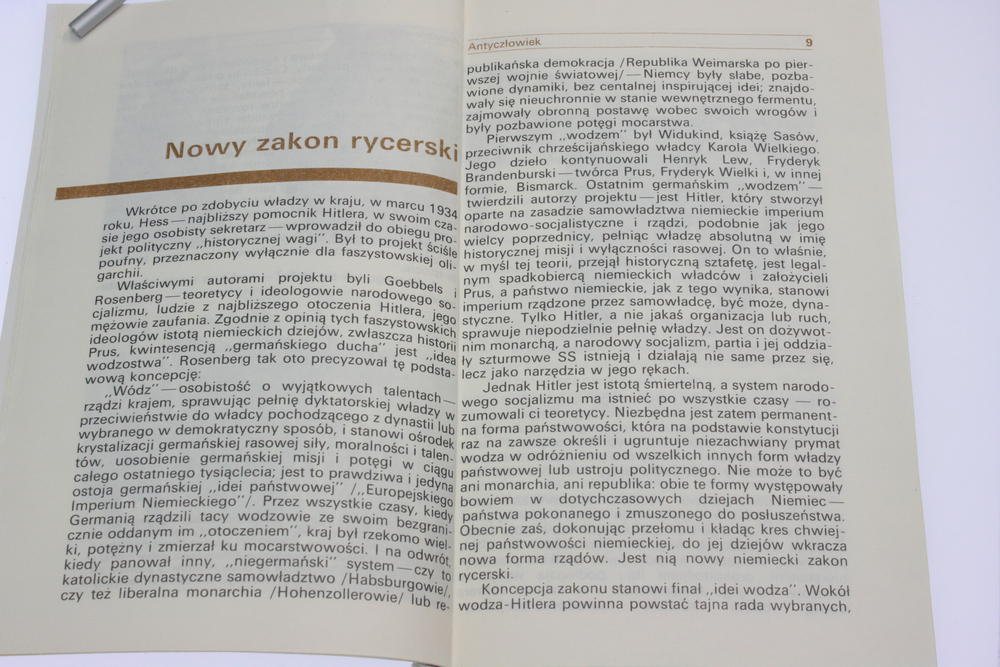 Nowy zakon rycerski
Wkrótce po zdobyciu władzy w kraju, w marcu 1934
roku, Hess — najbliższy pomocnik Hitlera, w swoim cza-
sie jego osobisty sekretarz — wprowadził do obiegu pro-
jekt polityczny „historycznej wagi". Był to projekt ściśle
poufny, przeznaczony wyłącznie dla faszystowskiej oli-
garchii.
Właściwymi autorami projektu byli Goebbels i
Rosenberg — teoretycy i ideologowie narodowego so-
cjalizmu, ludzie z najbliższego otoczenia Hitlera, jego
mężowie zaufania. Zgodnie z opinią tych faszystowskich
ideologów istotą niemieckich dziejów, zwłaszcza historii
Prus, kwintesencją „germańskiego ducha" jest „idea
wodzostwa". Rosenberg tak oto precyzował tę podsta-
wową koncepcję:
„Wódz" — osobistość o wyjątkowych talentach —
rządzi krajem, sprawując pełnię dyktatorskiej władzy w
przeciwieństwie do władcy pochodzącego z dynastii lub
wybranego w demokratyczny sposób, i stanowi ośrodek
krystalizacji germańskiej rasowej siły, moralności i talen-
tów, uosobienie germańskiej misji i potęgi w ciągu
całego ostatniego tysiąclecia; jest to prawdziwa i jedyna
ostoja germańskiej „idei państwowej" /„Europejskiego
Imperium Niemieckiego"/. Przez wszystkie czasy, kiedy
Germanią rządzili tacy wodzowie ze swoim bezgrani-
cznie oddanym im „otoczeniem", kraj był rzekomo wiel-
ki, potężny i zmierzał ku mocarstwowości. I na odwrót,
kiedy panował inny, „niegermański" system — czy to
katolickie dynastyczne samowładztwo /Habsburgowie/,
czy też liberalna monarchia /Hohenzollerowie/ lub re-
Antyczłowiek 9
publikańska demokracja /Republika Weimarska po pier-
wszej wojnie światowej/ — Niemcy były słabe, pozba-
wione dynamiki, bez centalnej inspirującej idei; znajdo-
wały się nieuchronnie w stanie wewnętrznego fermentu,
zajmowały obronną postawę wobec swoich wrogów i
były pozbawione potęgi mocarstwa.
Pierwszym „wodzem" był Widukind, książę Sasów,
przeciwnik chrześcijańskiego władcy Karola Wielkiego.
Jego dzieło kontynuowali Henryk Lew, Fryderyk
Brandenburski — twórca Prus, Fryderyk Wielki i, w innej
formie, Bismarck. Ostatnim germańskim „wodzem" —
twierdzili autorzy projektu — jest Hitler, który stworzył
oparte na zasadzie samowładztwa niemieckie imperium
narodowo-socjalistyczne i rządzi, podobnie jak jego
wielcy poprzednicy, pełniąc władzę absolutną w imię
historycznej misji i wyłączności rasowej. On to właśnie,
w myśl tej teorii, przejął historyczną sztafetę, jest legal-
nym spadkobiercą niemieckich władców i założycieli
Prus, a państwo niemieckie, jak z tego wynika, stanowi
imperium rządzone przez samowładcę, być może, dyna-
styczne. Tylko Hitler, a nie jakaś organizacja lub ruch,
sprawuje niepodzielnie pełnię władzy. Jest on dożywot-
nim monarchą, a narodowy socjalizm, partia i jej oddzia-
ły szturmowe SS istnieją i działają nie same przez się,
lecz jako narzędzia w jego rękach.
Jednak Hitler jest istotą śmiertelną, a system narodo-
wego socjalizmu ma istnieć po wszystkie czasy — ro-
zumowali ci teoretycy. Niezbędna jest zatem permanent-
na forma państwowości, która na podstawie konstytucji
raz na zawsze określi i ugruntuje niezachwiany prymat
wodza w odróżnieniu od wszelkich innych form władzy
państwowej lub ustroju politycznego. Nie może to być
ani monarchia, ani republika: obie te formy występowały
bowiem w dotychczasowych dziejach Niemiec —
państwa pokonanego i zmuszonego do posłuszeństwa.
Obecnie zaś, dokonując przełomu i kładąc kres chwiej-
nej państwowości niemieckiej, do jej dziejów wkracza
nowa forma rządów. Jest nią nowy niemiecki zakon
rycerski.
Koncepcja zakonu stanowi finał „idei wodza". Wokół
wodza-Hitlera powinna powstać tajna rada wybranych,